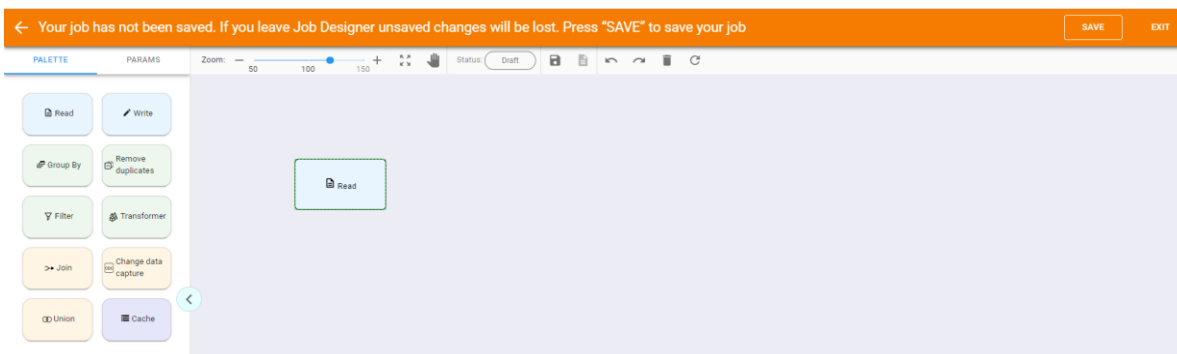 Your job has not been saved. If you leave Job Designer unsaved changes will be lost. Press “SAVE” to save your job
SAVE
EXIT
PALETTE
PARAMS
Zoom:
50
100
150
Status:
Draft
Read
Write
Group By
Remove
duplicates
Filter
Transformer
Join
Change data
capture
Union
Cache
Read